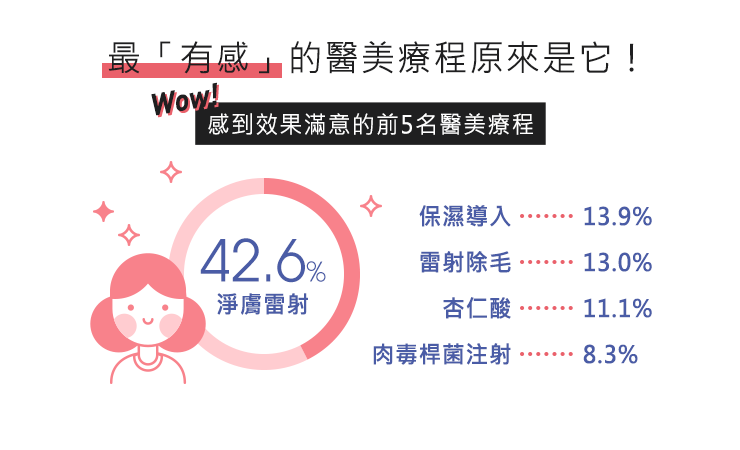 最「有感」的醫美療程原來是它！
Wow!
感到效果滿意的前5名醫美療程
42.6%
淨膚雷射
保濕導入 ······· 13.9%
雷射除毛 ······· 13.0%
杏仁酸 ······· 11.1%
肉毒桿菌注射 ······· 8.3%